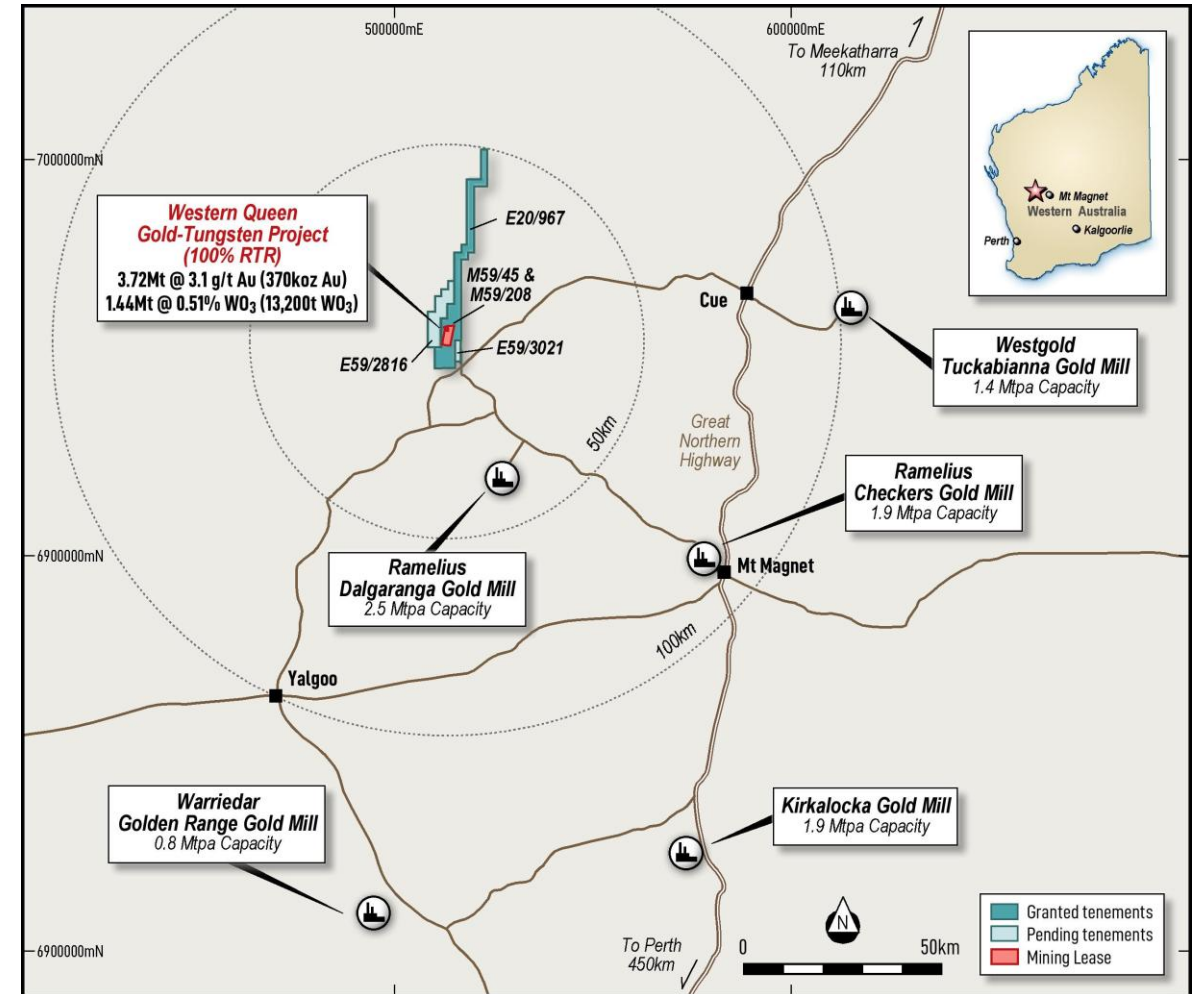 500000mE
600000mE
To Meekatharra
110km
7000000mN
Mt Magnet
Western Australia
Kalgoorlie
Perth
Western Queen
Gold-Tungsten Project
(100% RTR)
3.72Mt @ 3.1 g/t Au (370koz Au)
1.44Mt @ 0.51% WO₃ (13,200t WO₃)
E20/967
M59/45 &
M59/208
E59/2816
E59/3021
Cue
Westgold
Tuckabianna Gold Mill
1.4 Mtpa Capacity
Great
Northern
Highway
50km
Ramelius
Checkers Gold Mill
1.9 Mtpa Capacity
6900000mN
Mt Magnet
Ramelius
Dalgaranga Gold Mill
2.5 Mtpa Capacity
100km
Yalgoo
Warriedar
Golden Range Gold Mill
0.8 Mtpa Capacity
Kirkalocka Gold Mill
1.9 Mtpa Capacity
6900000mN
To Perth
450km
N
0
50km
Granted tenements
Pending tenements
Mining Lease